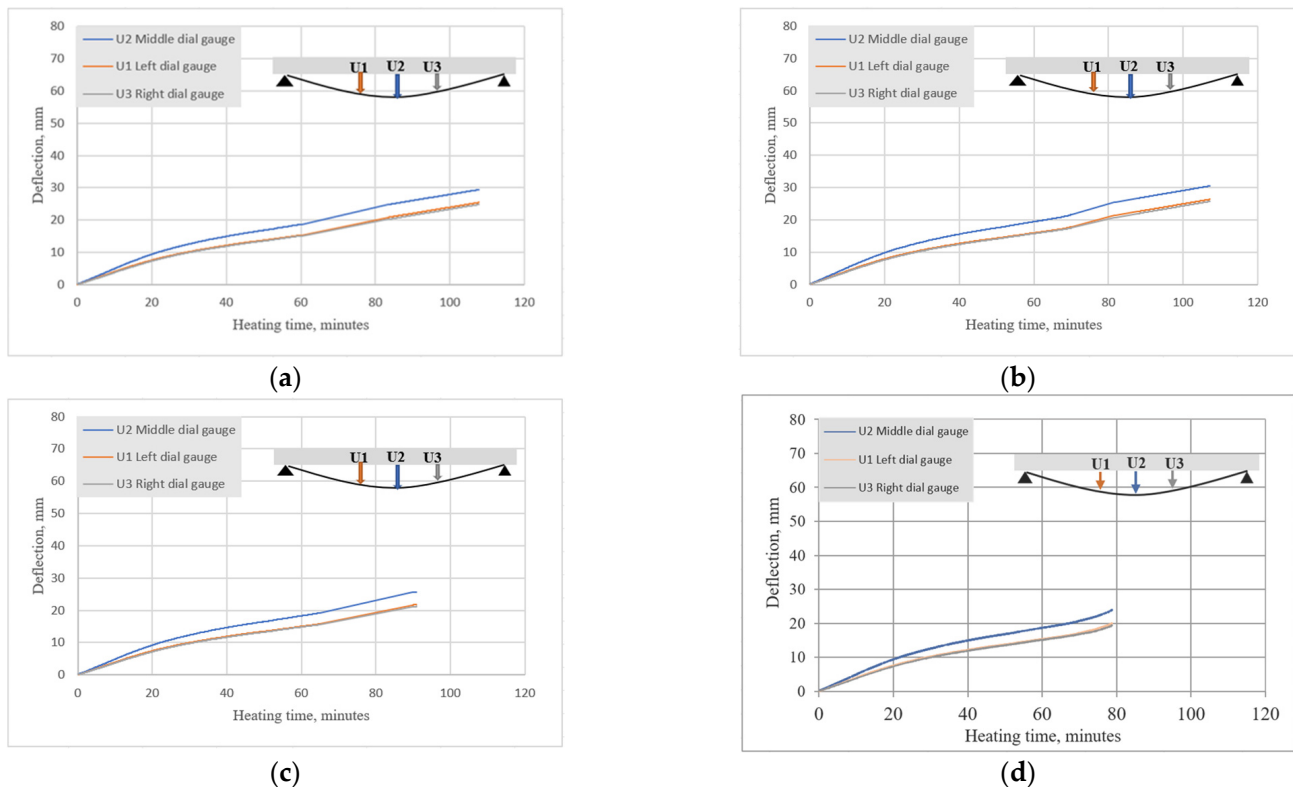 80
70
60
50
40
30
20
10
0
Deflection, mm
U2 Middle dial gauge
U1 Left dial gauge
U3 Right dial gauge
U1 U2 U3
0 20 40 60 80 100 120
Heating time, minutes
(a)
80
70
60
50
40
30
20
10
0
Deflection, mm
U2 Middle dial gauge
U1 Left dial gauge
U3 Right dial gauge
U1 U2 U3
0 20 40 60 80 100 120
Heating time, minutes
(b)
80
70
60
50
40
30
20
10
0
Deflection, mm
U2 Middle dial gauge
U1 Left dial gauge
U3 Right dial gauge
U1 U2 U3
0 20 40 60 80 100 120
Heating time, minutes
(c)
80
70
60
50
40
30
20
10
0
Deflection, mm
U2 Middle dial gauge
U1 Left dial gauge
U3 Right dial gauge
U1 U2 U3
0 20 40 60 80 100 120
Heating time, minutes
(d)